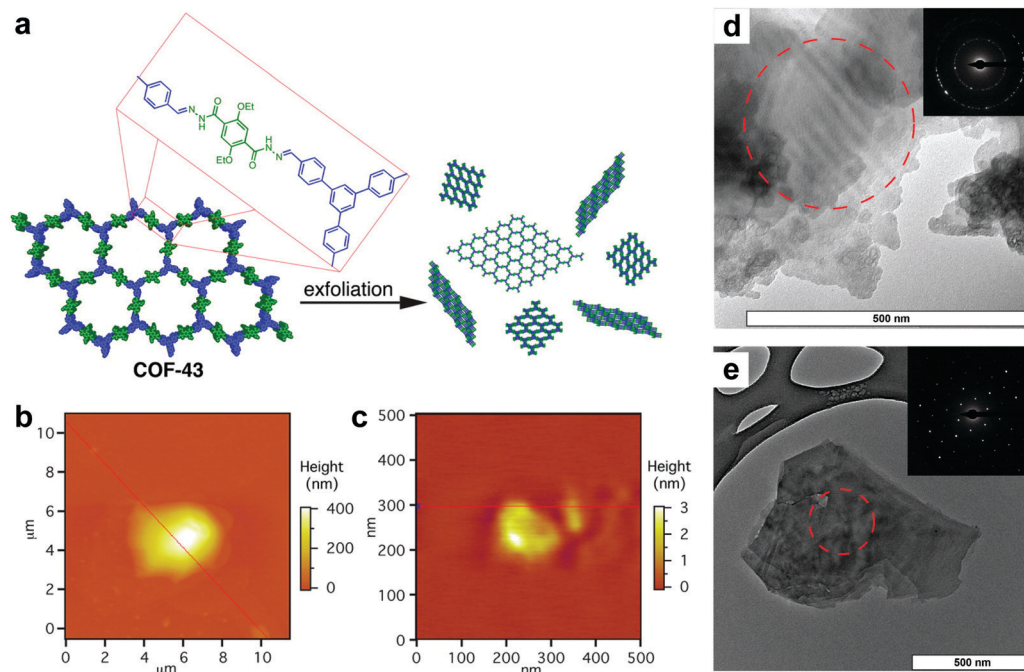 a
O
N
NH
OEt
EtO
O
HN
N
COF-43
exfoliation
b
μm
10
8
6
4
2
0
0 2 4 6 8 10
μm
Height
(nm)
400
200
0
c
nm
500
400
300
200
100
0
0 100 200 300 400 500
nm
Height
(nm)
3
2
1
0
d
500 nm
e
500 nm